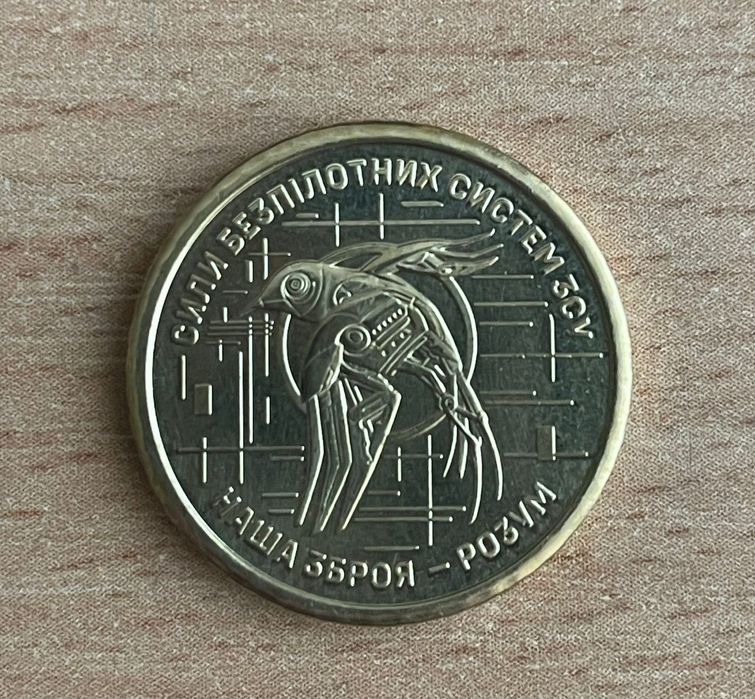 СИЛИ БЕЗПІЛОТНИХ СИСТЕМ ЗСУ
НАША ЗБРОЯ – РОЗУМ